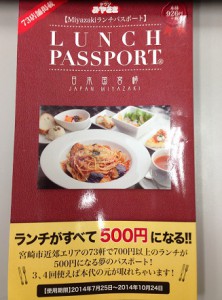 73店舗掲載
【Miyazakiランチパスポート】
LUNCH
PASSPORT®
日本国宮崎
JAPAN MIYAZAKI
ランチがすべて500円になる!!
宮崎市近郊エリアの73軒で700円以上のランチが
500円になる夢のパスポート!
3、4回使えば本代の元が取れちゃいます!
【使用期間】2014年7月25日〜2014年10月24日